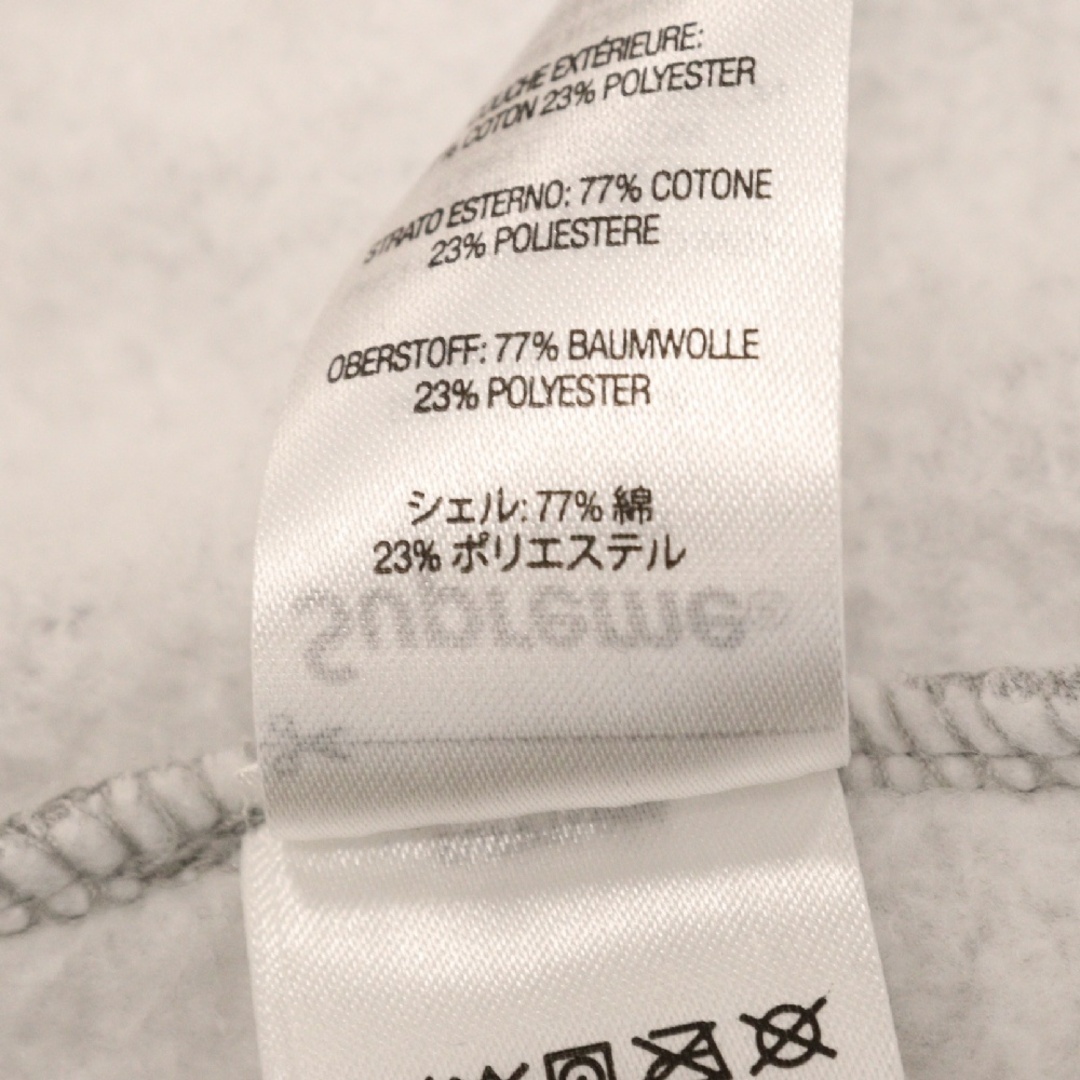 EXTÉRIEURE:
COTON 23% POLYESTER
STRATO ESTERNO: 77% COTONE
23% POLIESTERE
OBERSTOFF: 77% BAUMWOLLE
23% POLYESTER
シェル: 77% 綿
23% ポリエステル
Supreme